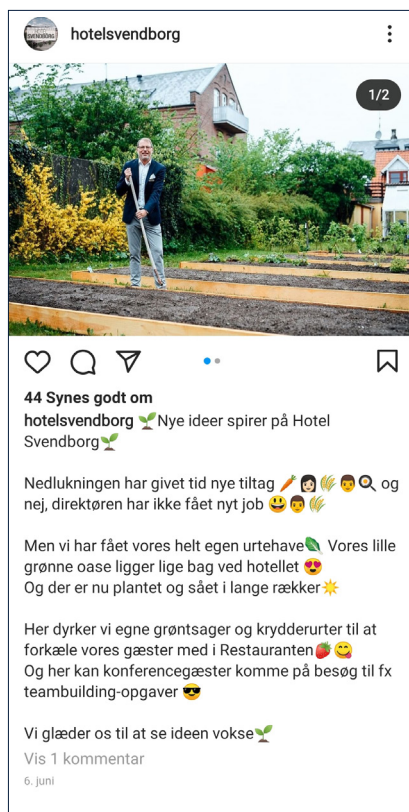 hotelsvendborg
1/2
44 Synes godt om
hotelsvendborg 🌱Nye ideer spirer på Hotel
Svendborg🌱
Nedlukningen har givet tid nye tiltag 🥕👩🏻‍🌾👨‍🍳 og
nej, direktøren har ikke fået nyt job 😃👨‍🌾
Men vi har fået vores helt egen urtehave🍃 Vores lille
grønne oase ligger lige bag ved hotellet 😍
Og der er nu plantet og sået i lange rækker☀️
Her dyrker vi egne grøntsager og krydderurter til at
forkæle vores gæster med i Restauranten🍓😋
Og her kan konferencegæster komme på besøg til fx
teambuilding-opgaver 😎
Vi glæder os til at se ideen vokse🌱
Vis 1 kommentar
6. juni